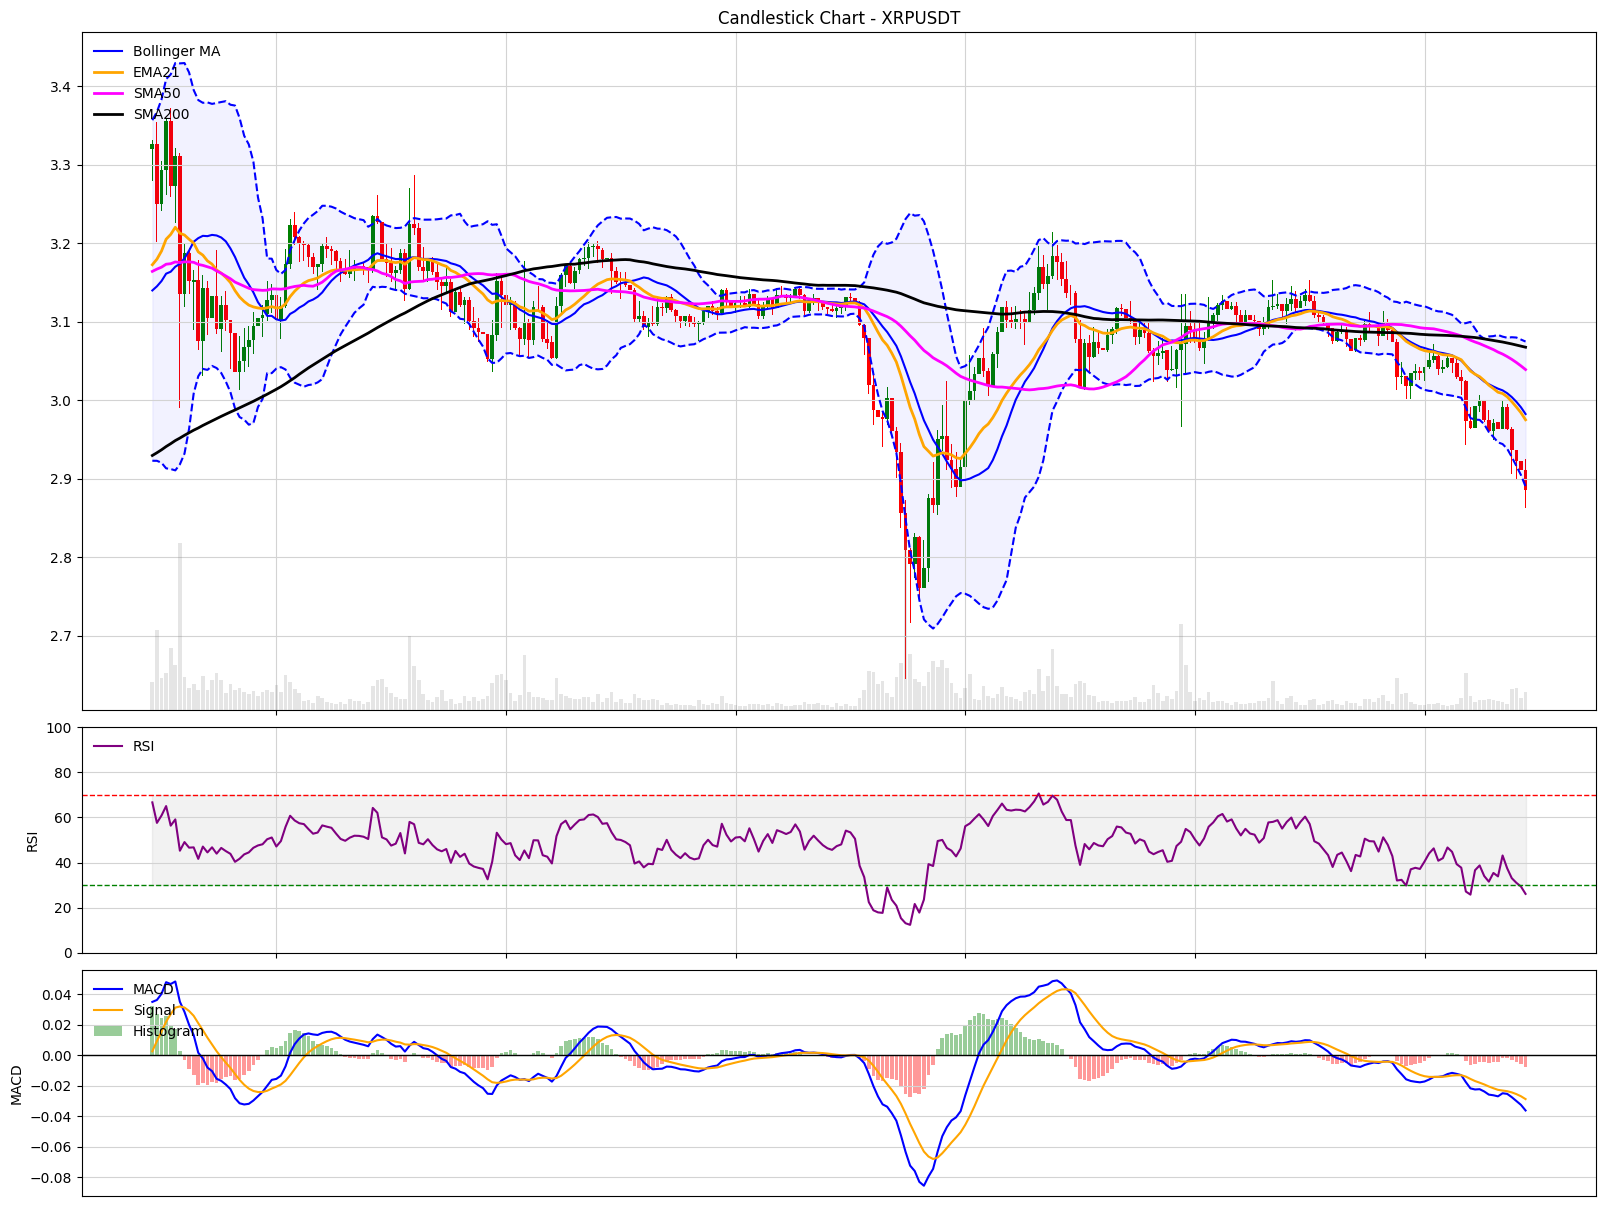 Candlestick Chart - XRPUSDT
Bollinger MA
EMA21
SMA50
SMA200
3.4
3.3
3.2
3.1
3.0
2.9
2.8
2.7
RSI
100
80
60
40
20
0
RSI
MACD
Signal
Histogram
0.04
0.02
0.00
−0.02
−0.04
−0.06
−0.08
MACD